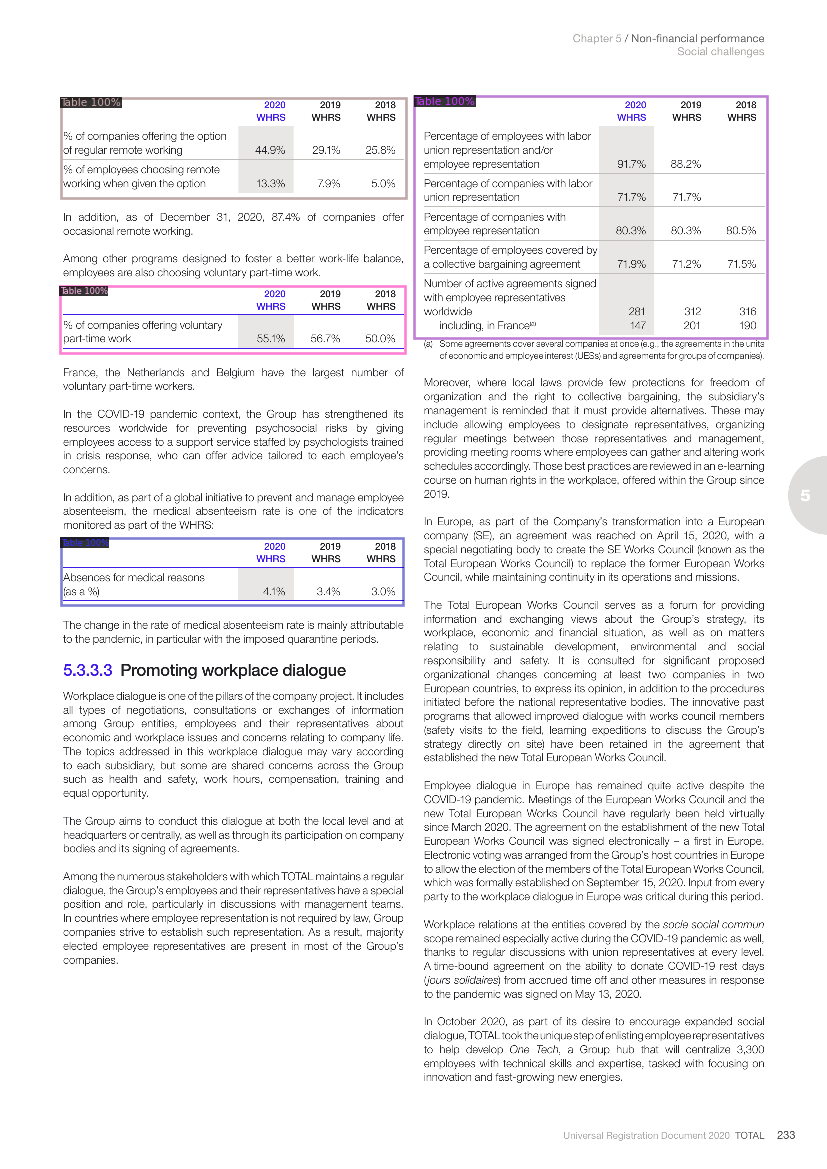 Chapter 5 / Non-financial performance
Social challenges
Table 100%
2020 2019 2018
WHRS WHRS WHRS
% of companies offering the option
of regular remote working 44.9% 29.1% 25.8%
% of employees choosing remote
working when given the option 13.3% 7.9% 5.0%
In addition, as of December 31, 2020, 87.4% of companies offer
occasional remote working.
Among other programs designed to foster a better work-life balance,
employees are also choosing voluntary part-time work.
Table 100%
2020 2019 2018
WHRS WHRS WHRS
% of companies offering voluntary
part-time work 55.1% 56.7% 50.0%
France, the Netherlands and Belgium have the largest number of
voluntary part-time workers.
In the COVID-19 pandemic context, the Group has strengthened its
resources worldwide for preventing psychosocial risks by giving
employees access to a support service staffed by psychologists trained
in crisis response, who can offer advice tailored to each employee's
concerns.
In addition, as part of a global initiative to prevent and manage employee
absenteeism, the medical absenteeism rate is one of the indicators
monitored as part of the WHRS:
Table 100%
2020 2019 2018
WHRS WHRS WHRS
Absences for medical reasons
(as a %) 4.1% 3.4% 3.0%
The change in the rate of medical absenteeism rate is mainly attributable
to the pandemic, in particular with the imposed quarantine periods.
5.3.3.3 Promoting workplace dialogue
Workplace dialogue is one of the pillars of the company project. It includes
all types of negotiations, consultations or exchanges of information
among Group entities, employees and their representatives about
economic and workplace issues and concerns relating to company life.
The topics addressed in this workplace dialogue may vary according
to each subsidiary, but some are shared concerns across the Group
such as health and safety, work hours, compensation, training and
equal opportunity.
The Group aims to conduct this dialogue at both the local level and at
headquarters or centrally, as well as through its participation on company
bodies and its signing of agreements.
Among the numerous stakeholders with which TOTAL maintains a regular
dialogue, the Group's employees and their representatives have a special
position and role, particularly in discussions with management teams.
In countries where employee representation is not required by law, Group
companies strive to establish such representation. As a result, majority
elected employee representatives are present in most of the Group's
companies.
Table 100%
2020 2019 2018
WHRS WHRS WHRS
Percentage of employees with labor
union representation and/or
employee representation 91.7% 88.2%
Percentage of companies with labor
union representation 71.7% 71.7%
Percentage of companies with
employee representation 80.3% 80.3% 80.5%
Percentage of employees covered by
a collective bargaining agreement 71.9% 71.2% 71.5%
Number of active agreements signed
with employee representatives
worldwide 281 312 316
including, in France(a) 147 201 190
(a) Some agreements cover several companies at once (e.g., the agreements in the units
of economic and employee interest (UESs) and agreements for groups of companies).
Moreover, where local laws provide few protections for freedom of
organization and the right to collective bargaining, the subsidiary's
management is reminded that it must provide alternatives. These may
include allowing employees to designate representatives, organizing
regular meetings between those representatives and management,
providing meeting rooms where employees can gather and altering work
schedules accordingly. Those best practices are reviewed in an e-learning
course on human rights in the workplace, offered within the Group since
2019.
In Europe, as part of the Company's transformation into a European
company (SE), an agreement was reached on April 15, 2020, with a
special negotiating body to create the SE Works Council (known as the
Total European Works Council) to replace the former European Works
Council, while maintaining continuity in its operations and missions.
The Total European Works Council serves as a forum for providing
information and exchanging views about the Group's strategy, its
workplace, economic and financial situation, as well as on matters
relating to sustainable development, environmental and social
responsibility and safety. It is consulted for significant proposed
organizational changes concerning at least two companies in two
European countries, to express its opinion, in addition to the procedures
initiated before the national representative bodies. The innovative past
programs that allowed improved dialogue with works council members
(safety visits to the field, learning expeditions to discuss the Group's
strategy directly on site) have been retained in the agreement that
established the new Total European Works Council.
Employee dialogue in Europe has remained quite active despite the
COVID-19 pandemic. Meetings of the European Works Council and the
new Total European Works Council have regularly been held virtually
since March 2020. The agreement on the establishment of the new Total
European Works Council was signed electronically – a first in Europe.
Electronic voting was arranged from the Group's host countries in Europe
to allow the election of the members of the Total European Works Council,
which was formally established on September 15, 2020. Input from every
party to the workplace dialogue in Europe was critical during this period.
Workplace relations at the entities covered by the socle social commun
scope remained especially active during the COVID-19 pandemic as well,
thanks to regular discussions with union representatives at every level.
A time-bound agreement on the ability to donate COVID-19 rest days
(jours solidaires) from accrued time off and other measures in response
to the pandemic was signed on May 13, 2020.
In October 2020, as part of its desire to encourage expanded social
dialogue, TOTAL took the unique step of enlisting employee representatives
to help develop One Tech, a Group hub that will centralize 3,300
employees with technical skills and expertise, tasked with focusing on
innovation and fast-growing new energies.
5
Universal Registration Document 2020 TOTAL 233